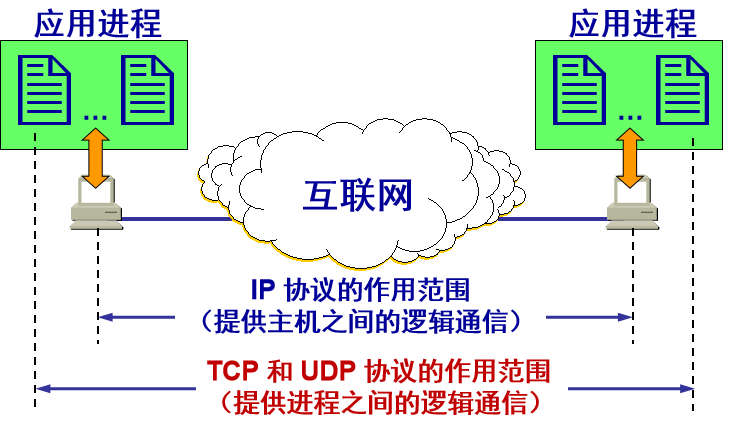 应用进程
应用进程
...
...
互联网
IP 协议的作用范围
（提供主机之间的逻辑通信）
TCP 和 UDP 协议的作用范围
（提供进程之间的逻辑通信）